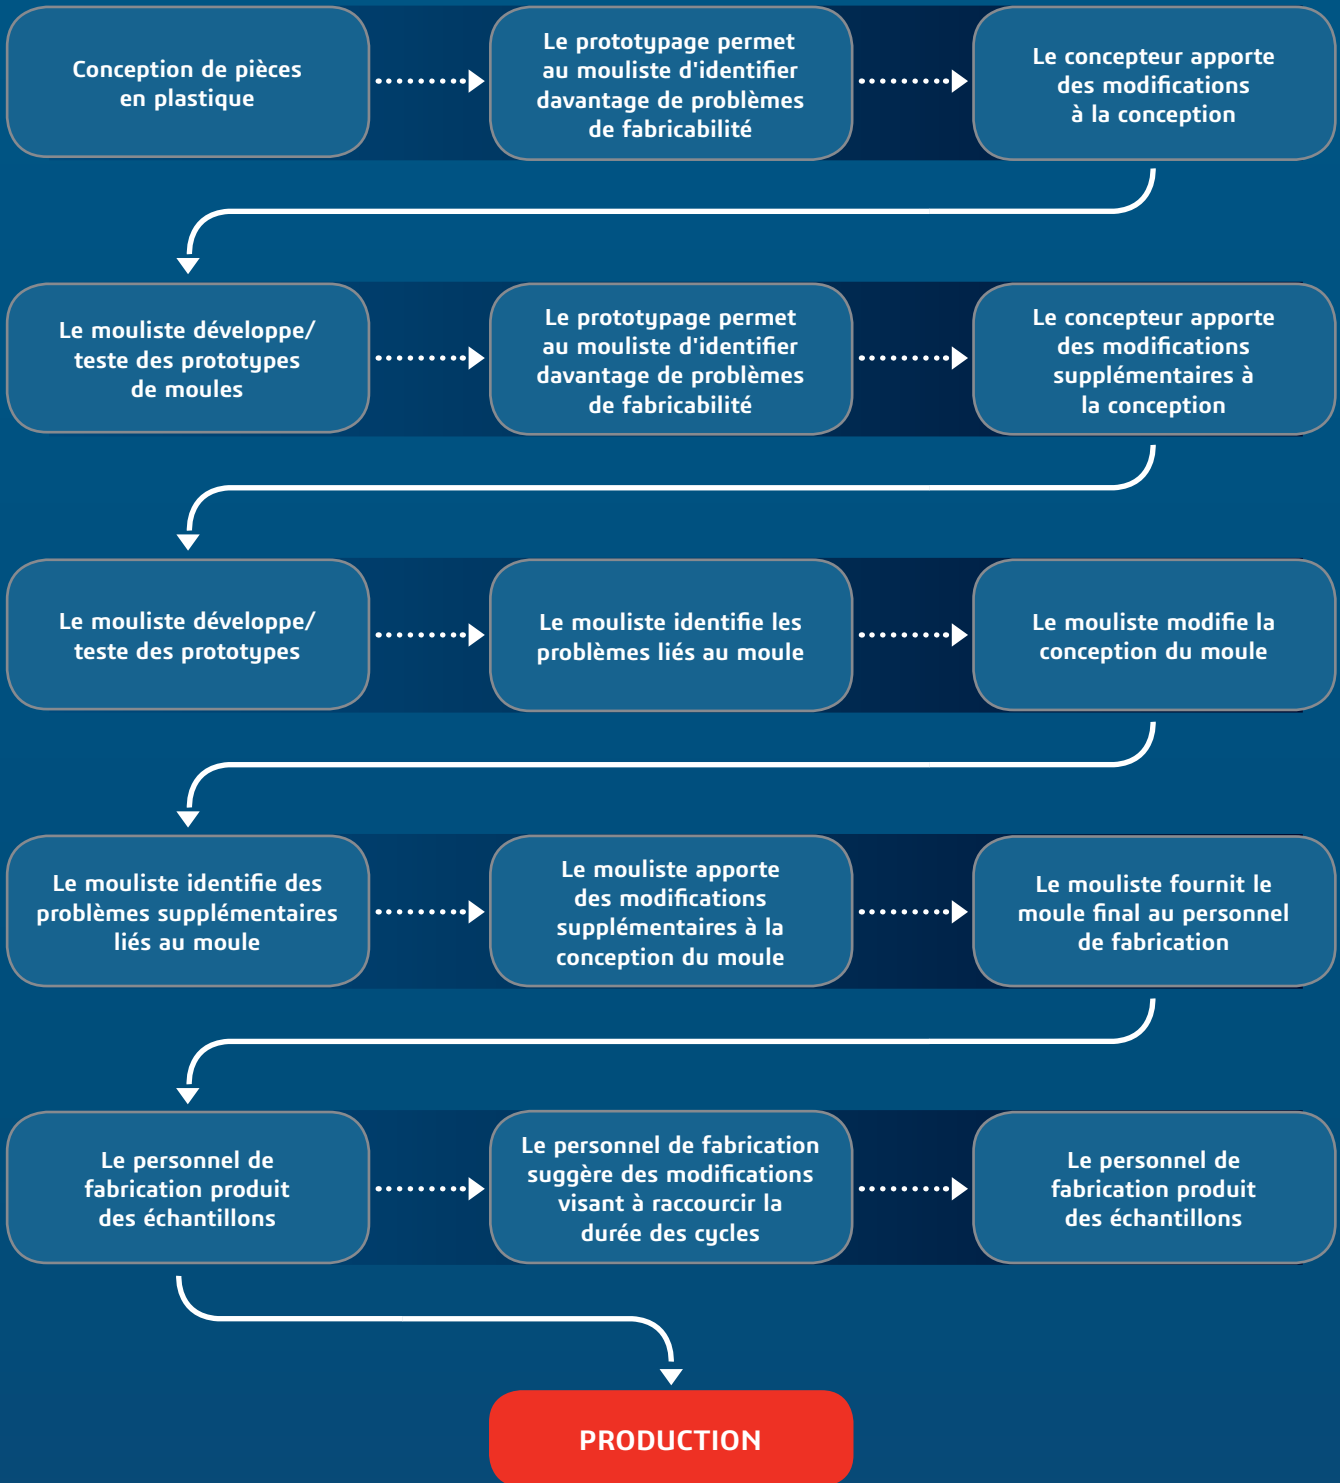 Conception de pièces
en plastique
Le prototypage permet
au mouliste d'identifier
davantage de problèmes
de fabricabilité
Le concepteur apporte
des modifications
à la conception
Le mouliste développe/
teste des prototypes
de moules
Le prototypage permet
au mouliste d'identifier
davantage de problèmes
de fabricabilité
Le concepteur apporte
des modifications
supplémentaires à
la conception
Le mouliste développe/
teste des prototypes
Le mouliste identifie les
problèmes liés au moule
Le mouliste modifie la
conception du moule
Le mouliste identifie des
problèmes supplémentaires
liés au moule
Le mouliste apporte
des modifications
supplémentaires à la
conception du moule
Le mouliste fournit le
moule final au personnel
de fabrication
Le personnel de
fabrication produit
des échantillons
Le personnel de fabrication
suggère des modifications
visant à raccourcir la
durée des cycles
Le personnel de
fabrication produit
des échantillons
PRODUCTION